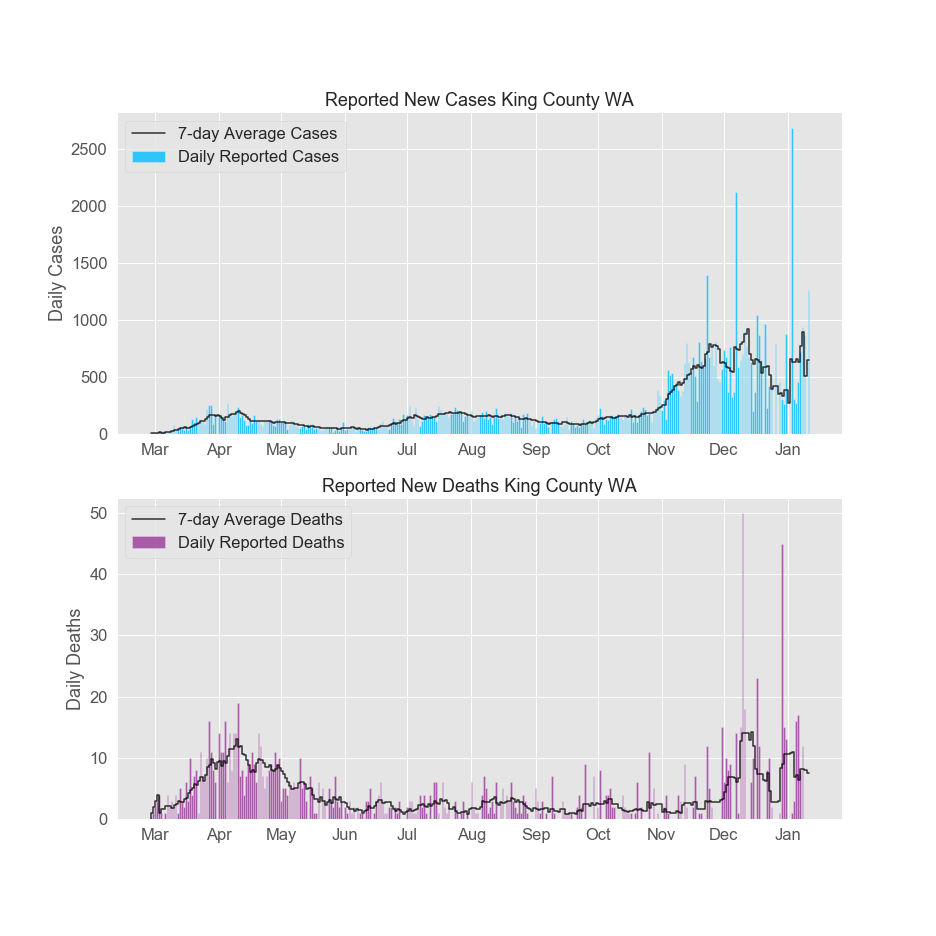 Reported New Cases King County WA
7-day Average Cases
Daily Reported Cases
Daily Cases
2500
2000
1500
1000
500
0
Mar Apr May Jun Jul Aug Sep Oct Nov Dec Jan
Reported New Deaths King County WA
7-day Average Deaths
Daily Reported Deaths
Daily Deaths
50
40
30
20
10
0
Mar Apr May Jun Jul Aug Sep Oct Nov Dec Jan